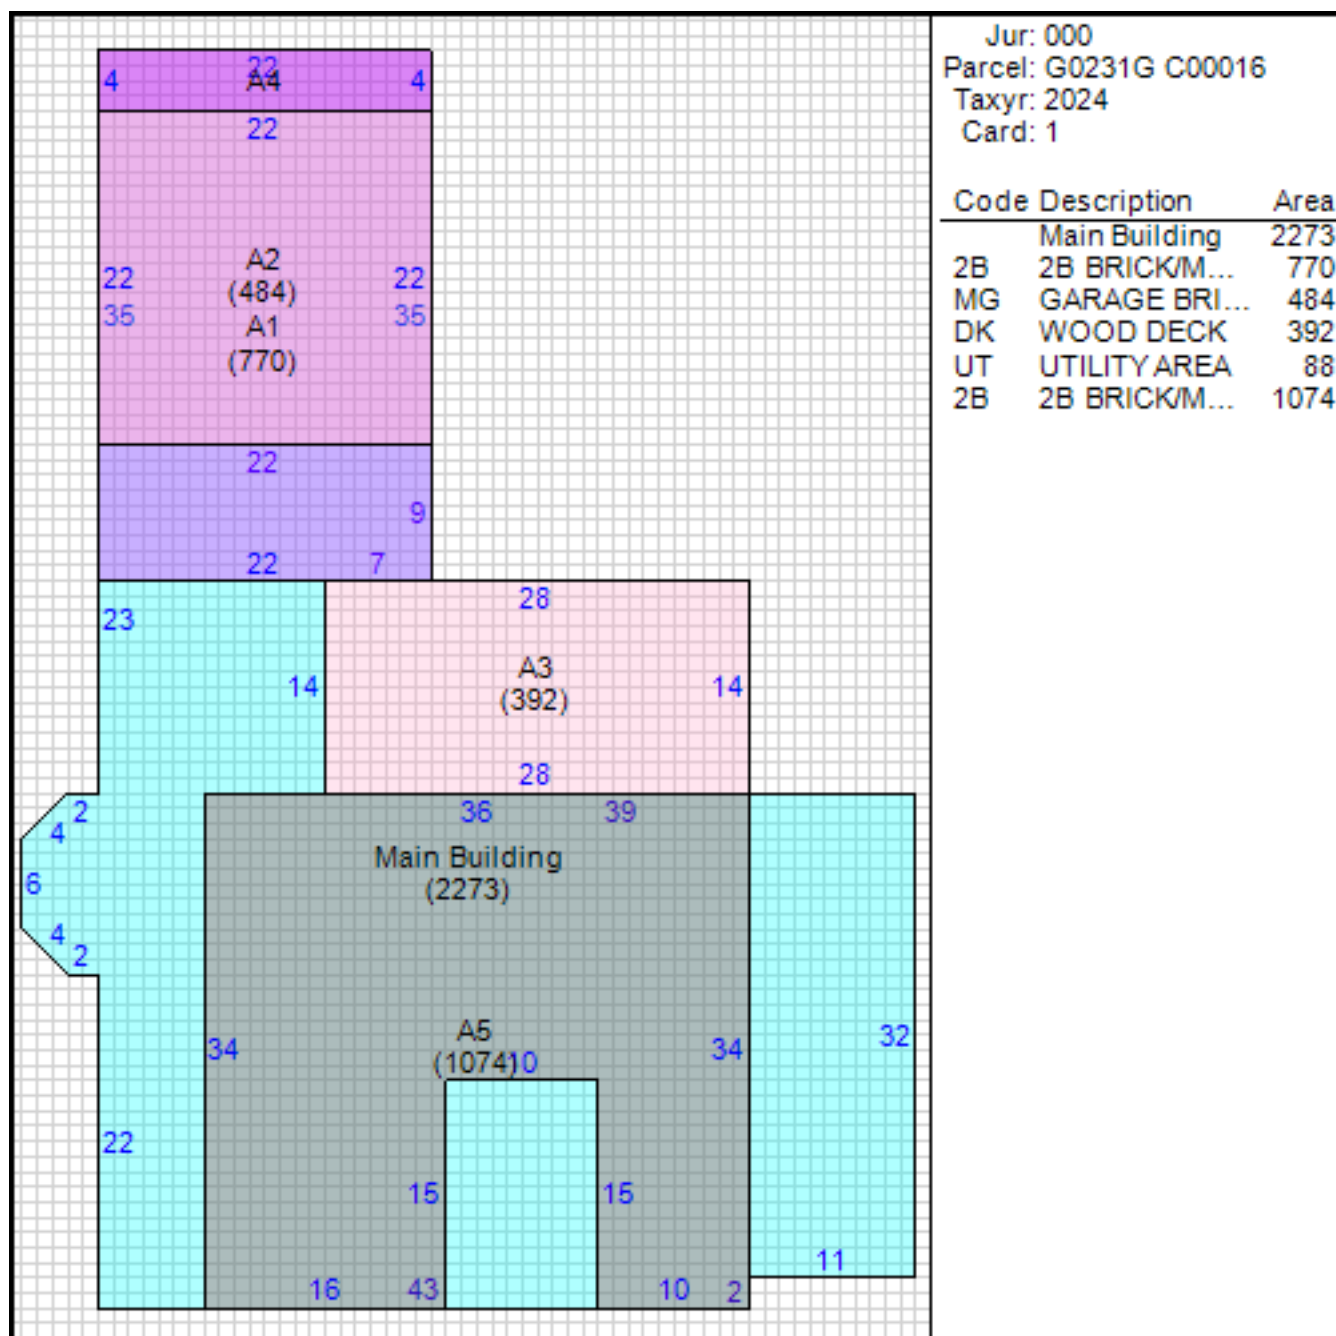 Jur: 000
Parcel: G0231G C00016
Taxyr: 2024
Card: 1
Code Description Area
Main Building 2273
2B 2B BRICK/M... 770
MG GARAGE BRI... 484
DK WOOD DECK 392
UT UTILITY AREA 88
2B 2B BRICK/M... 1074
22
4 A4 4
22
A2
22 (484) 22
35 A1 35
(770)
22
9
22 7
28
23
A3
14 (392) 14
28
2 36 39
4
Main Building
6 (2273)
4
2
A5
34 (1074) 10 34 32
22
15 15
11
16 43 10 2